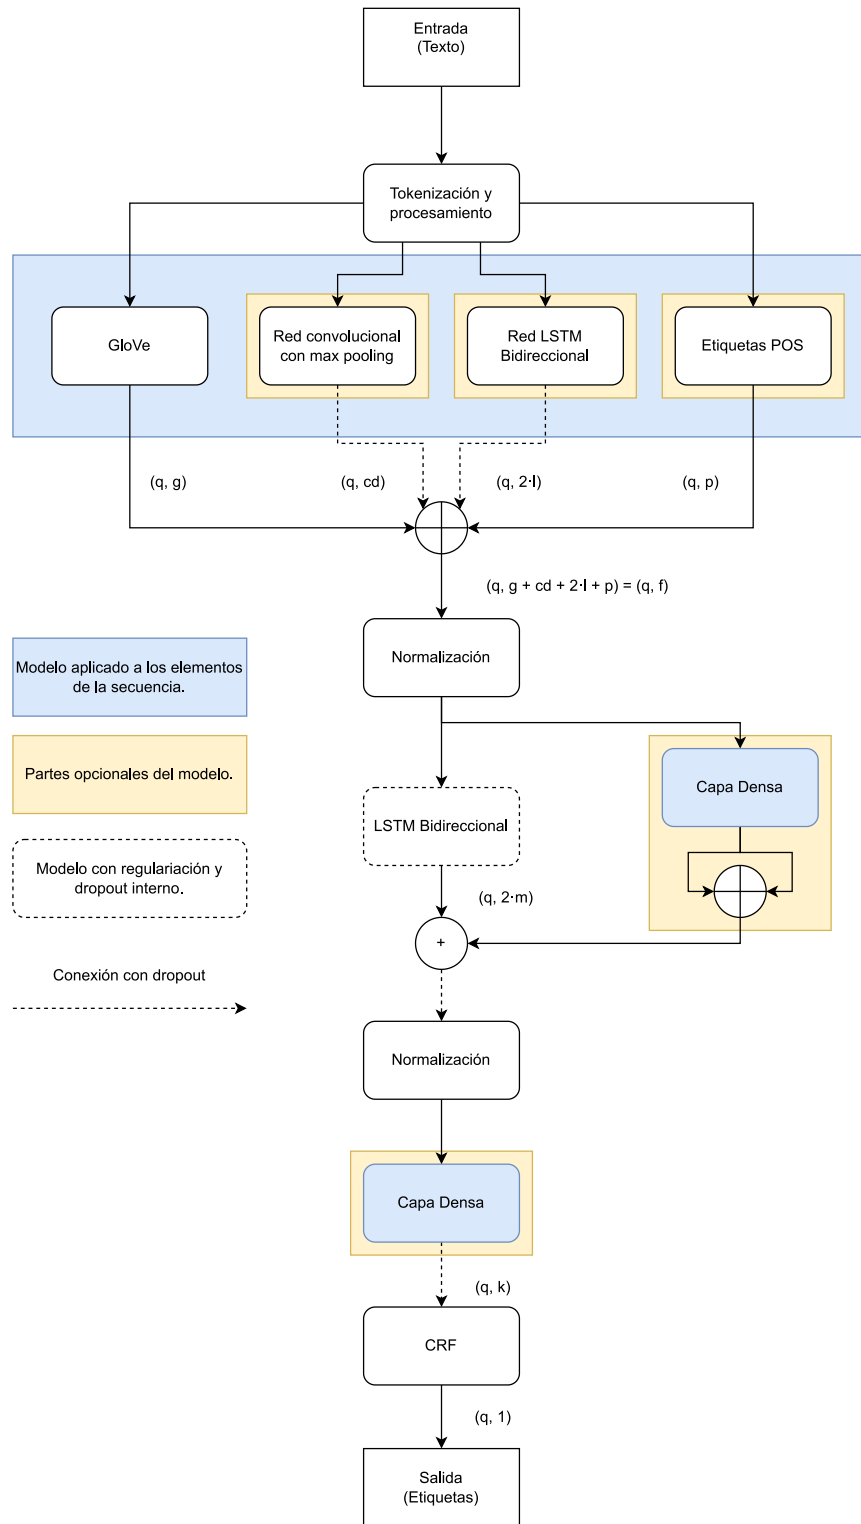 Entrada
(Texto)
Tokenización y
procesamiento
GloVe
Red convolucional
con max pooling
Red LSTM
Bidireccional
Etiquetas POS
(q, g)
(q, cd)
(q, 2·l)
(q, p)
(q, g + cd + 2·l + p) = (q, f)
Modelo aplicado a los elementos
de la secuencia.
Normalización
Partes opcionales del modelo.
Capa Densa
LSTM Bidireccional
Modelo con regulariación y
dropout interno.
(q, 2·m)
+
Conexión con dropout
Normalización
Capa Densa
(q, k)
CRF
(q, 1)
Salida
(Etiquetas)